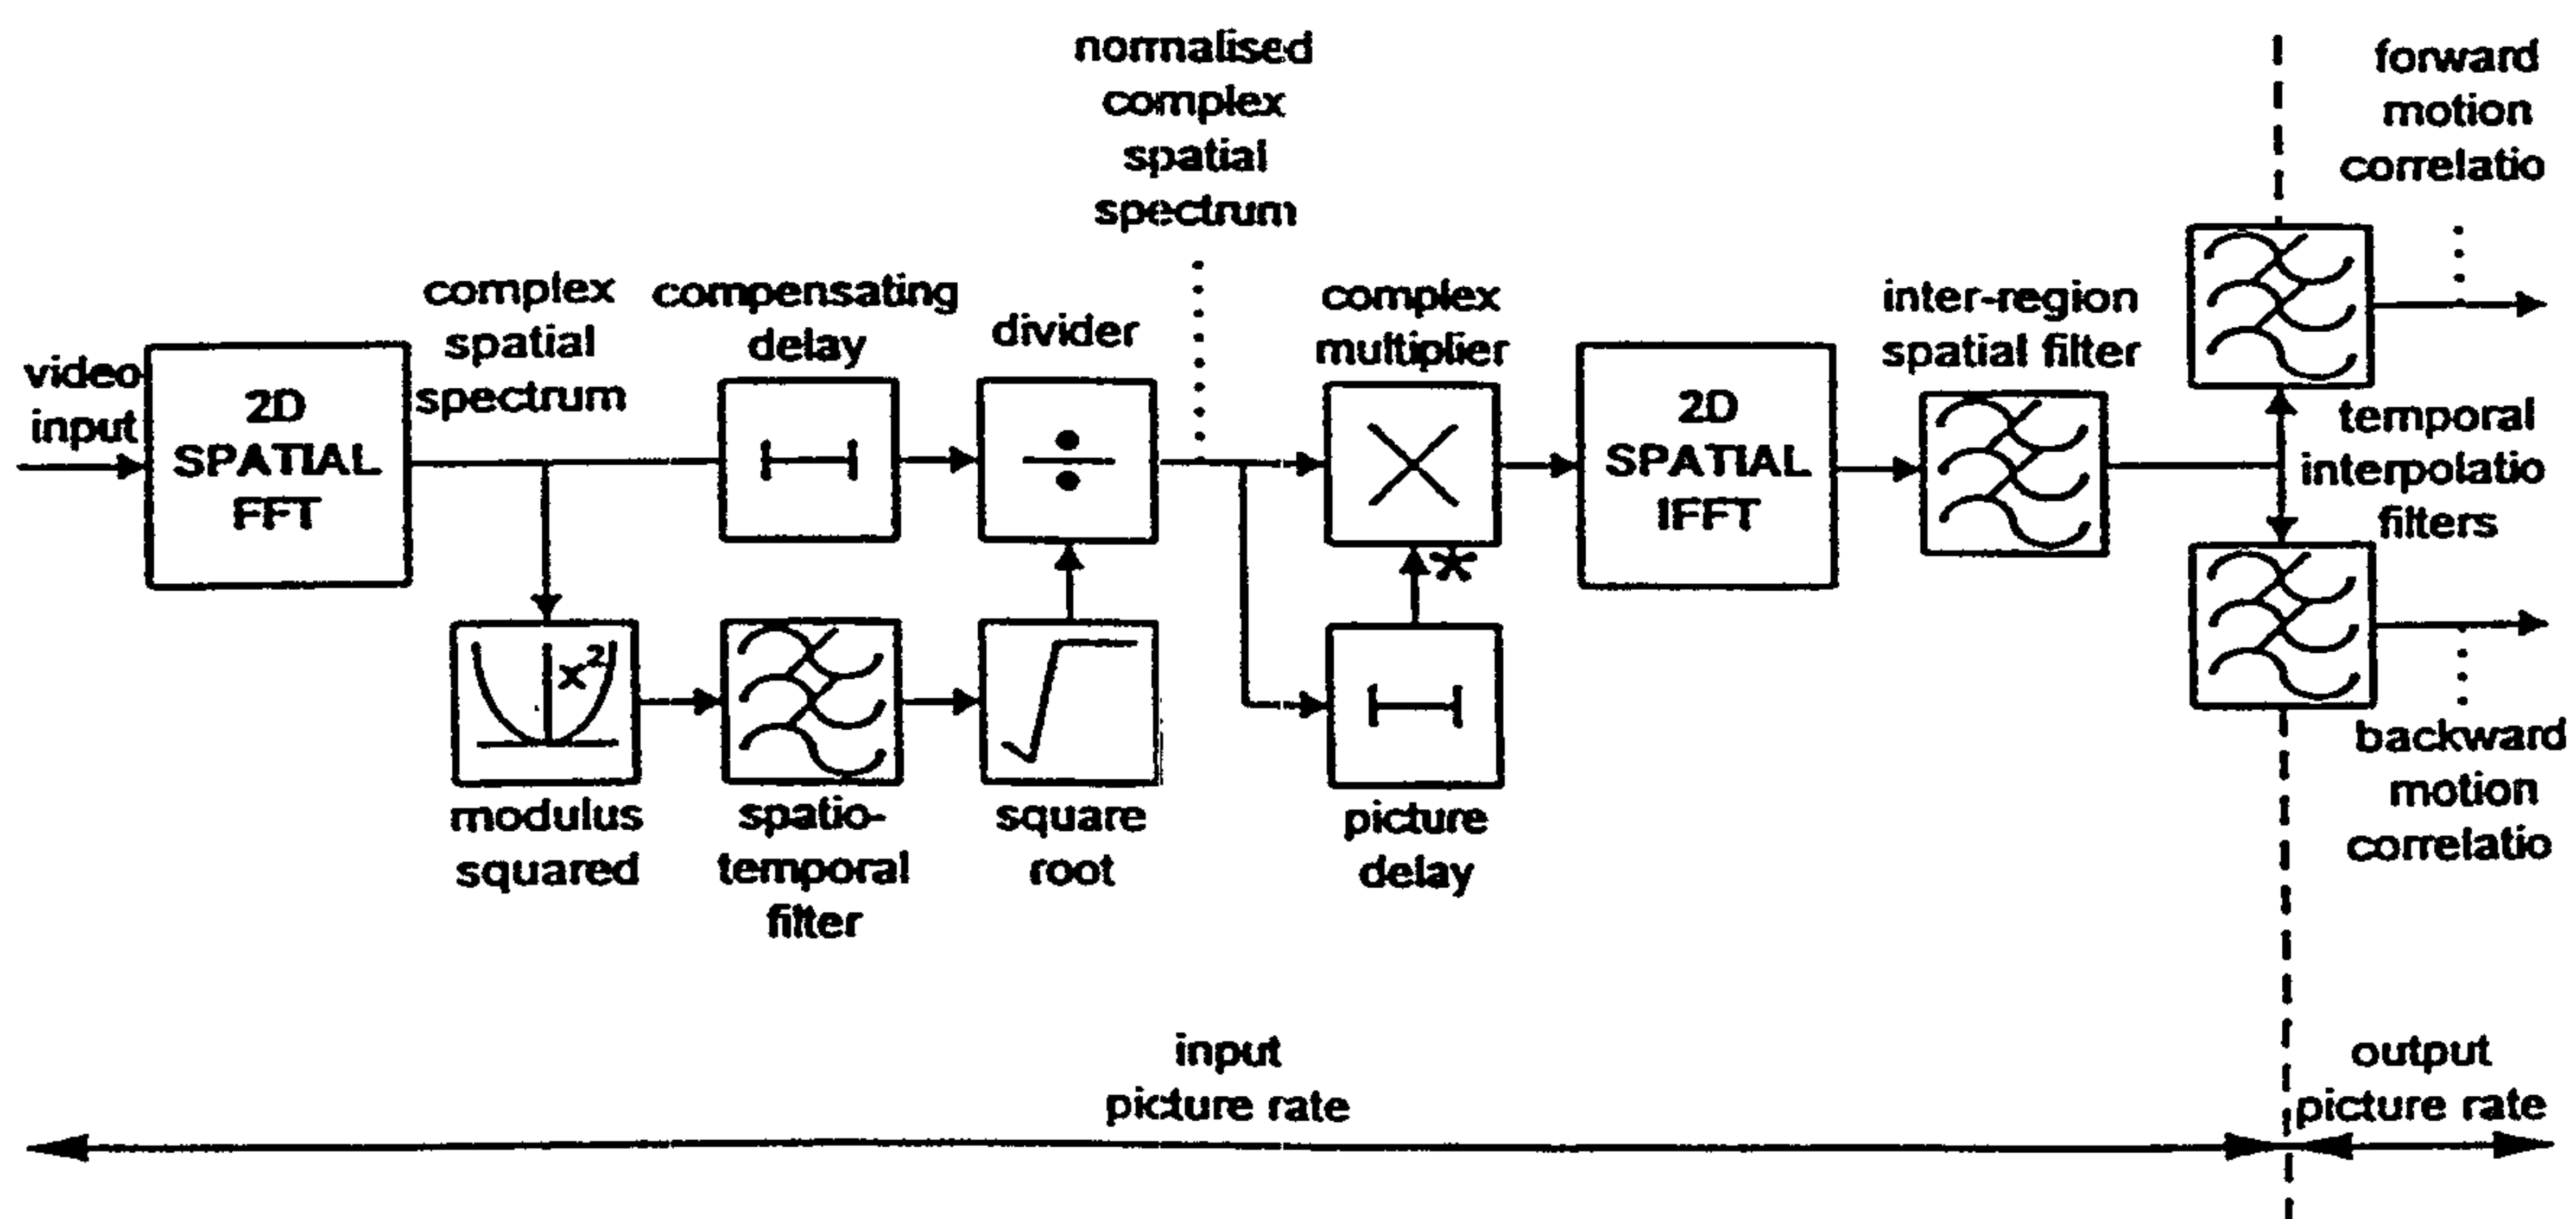 normalised
complex
spatial
spectrum
forward
motion
correlatio
complex
spatial
spectrum
compensating
delay
divider
complex
multiplier
inter-region
spatial filter
video
input
2D
SPATIAL
FFT
2D
SPATIAL
IFFT
temporal
interpolatio
filters
*
x²
modulus
squared
spatio-
temporal
filter
square
root
picture
delay
backward
motion
correlatio
input
picture rate
output
picture rate